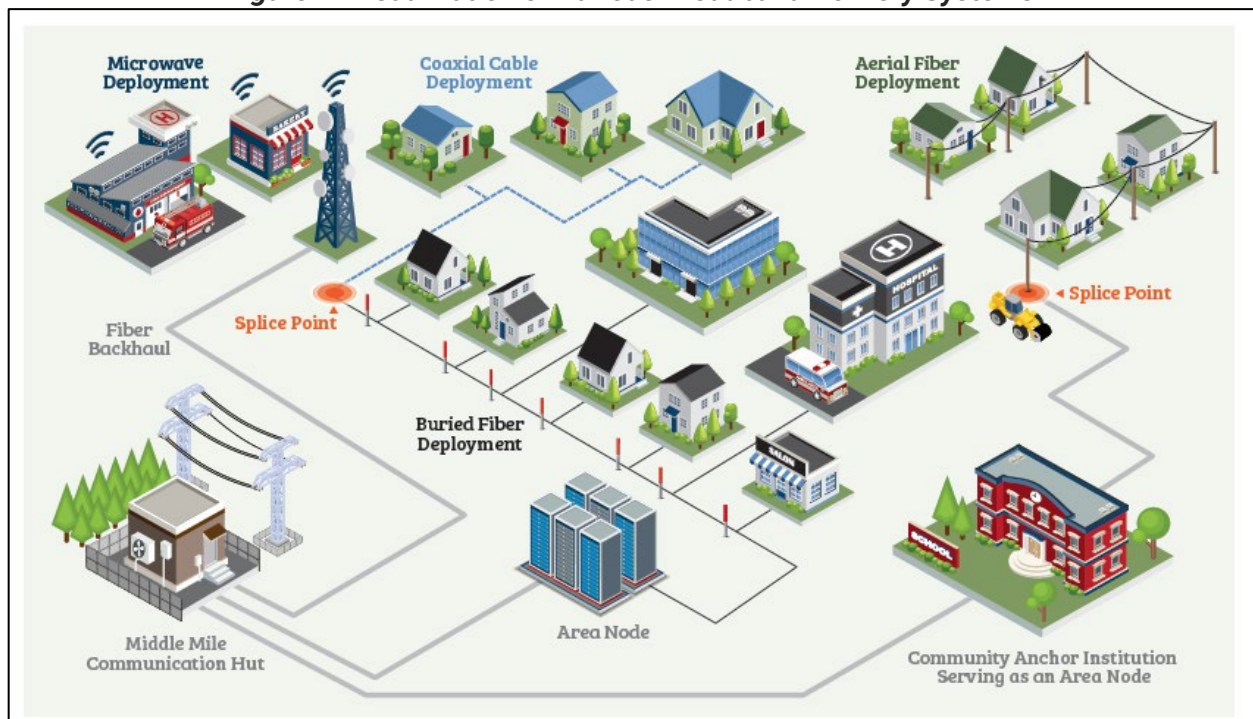 Microwave
Deployment
Coaxial Cable
Deployment
Aerial Fiber
Deployment
BAKERY
HOSPITAL
Splice Point
Splice Point
Fiber
Backhaul
Buried Fiber
Deployment
SALON
SCHOOL
Middle Mile
Communication Hut
Area Node
Community Anchor Institution
Serving as an Area Node